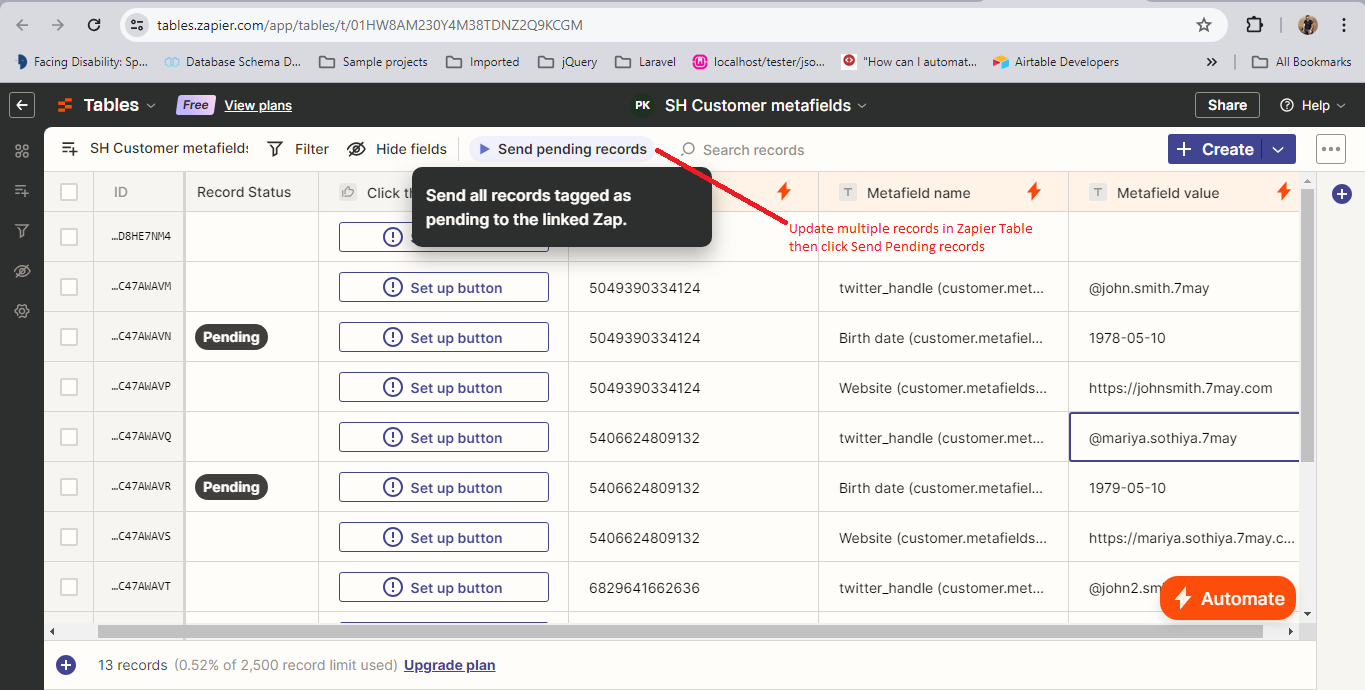 tables.zapier.com/app/tables/t/01HW8AM230Y4M38TDNZ2Q9KCGM
Facing Disability: Sp... Database Schema D... Sample projects Imported jQuery Laravel localhost/tester/jso... "How can I automat... Airtable Developers » All Bookmarks
Tables Free View plans PK SH Customer metafields Share Help
SH Customer metafields Filter Hide fields Send pending records Search records Create
ID Record Status Click th Metafield name Metafield value
Send all records tagged as
pending to the linked Zap.
Update multiple records in Zapier Table
then click Send Pending records
…D8HE7NM4
…C47AWAVM Set up button 5049390334124 twitter_handle (customer.met... @john.smith.7may
…C47AWAVN Pending Set up button 5049390334124 Birth date (customer.metafiel... 1978-05-10
…C47AWAVP Set up button 5049390334124 Website (customer.metafields... https://johnsmith.7may.com
…C47AWAVQ Set up button 5406624809132 twitter_handle (customer.met... @mariya.sothiya.7may
…C47AWAVR Pending Set up button 5406624809132 Birth date (customer.metafiel... 1979-05-10
…C47AWAVS Set up button 5406624809132 Website (customer.metafields... https://mariya.sothiya.7may.c...
…C47AWAVT Set up button 6829641662636 twitter_handle (customer.met... @john2.sm
Automate
13 records (0.52% of 2,500 record limit used) Upgrade plan